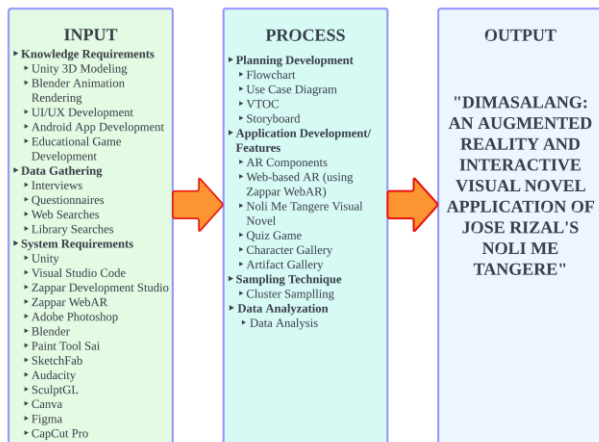 INPUT
Knowledge Requirements
Unity 3D Modeling
Blender Animation
Rendering
UI/UX Development
Android App Development
Educational Game
Development
Data Gathering
Interviews
Questionnaires
Web Searches
Library Searches
System Requirements
Unity
Visual Studio Code
Zappar Development Studio
Zappar WebAR
Adobe Photoshop
Blender
Paint Tool Sai
SketchFab
Audacity
SculptGL
Canva
Figma
CapCut Pro
PROCESS
Planning Development
Flowchart
Use Case Diagram
VTOC
Storyboard
Application Development/
Features
AR Components
Web-based AR (using
Zappar WebAR)
Noli Me Tangere Visual
Novel
Quiz Game
Character Gallery
Artifact Gallery
Sampling Technique
Cluster Samplling
Data Analyzation
Data Analysis
OUTPUT
"DIMASALANG:
AN AUGMENTED
REALITY AND
INTERACTIVE
VISUAL NOVEL
APPLICATION OF
JOSE RIZAL'S
NOLI ME
TANGERE"